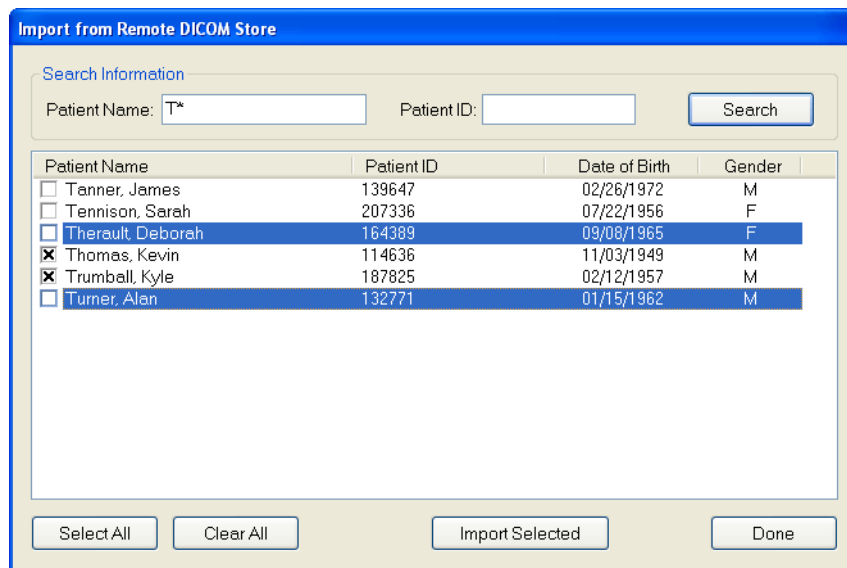 Import from Remote DICOM Store
Search Information
Patient Name: T* Patient ID: Search
Patient Name Patient ID Date of Birth Gender
Tanner, James 139647 02/26/1972 M
Tennison, Sarah 207336 07/22/1956 F
Therault, Deborah 164389 09/08/1965 F
Thomas, Kevin 114636 11/03/1949 M
Trumball, Kyle 187825 02/12/1957 M
Turner, Alan 132771 01/15/1962 M
Select All Clear All Import Selected Done